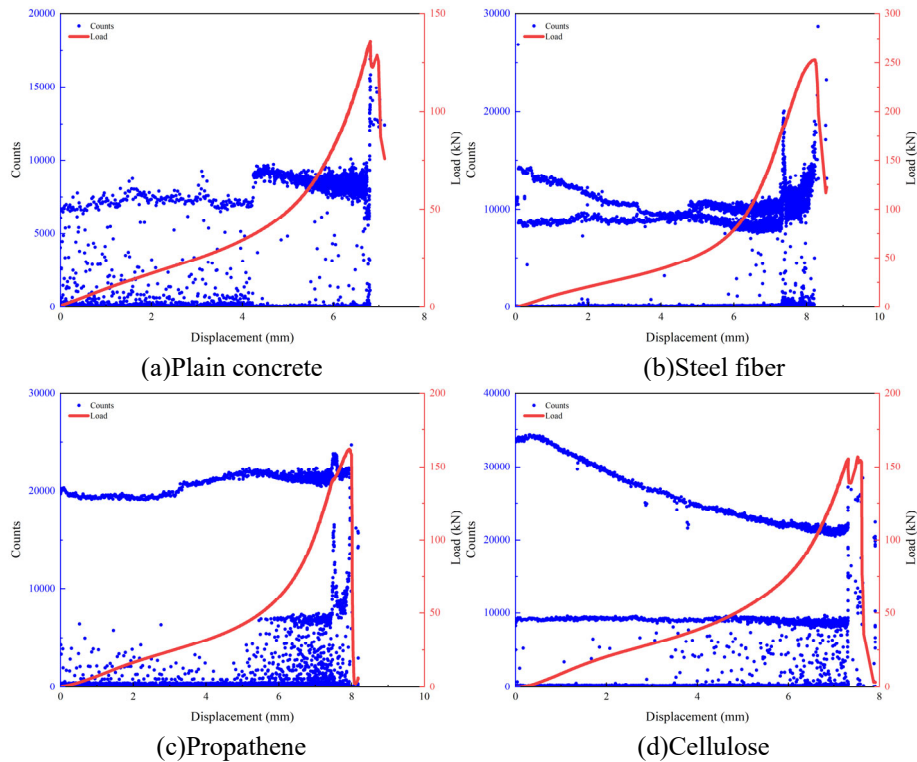 20000
15000
10000
5000
0
Counts
Counts
Load
150
100
50
0
Load (kN)
0
2
4
6
8
Displacement (mm)
(a)Plain concrete
30000
20000
10000
0
Counts
Counts
Load
300
250
200
150
100
50
0
Load (kN)
0
2
4
6
8
10
Displacement (mm)
(b)Steel fiber
30000
20000
10000
0
Counts
Counts
Load
200
150
100
50
0
Load (kN)
0
2
4
6
8
10
Displacement (mm)
(c)Propathene
40000
30000
20000
10000
0
Counts
Counts
Load
200
150
100
50
0
Load (kN)
0
1
2
3
4
5
6
7
8
Displacement (mm)
(d)Cellulose